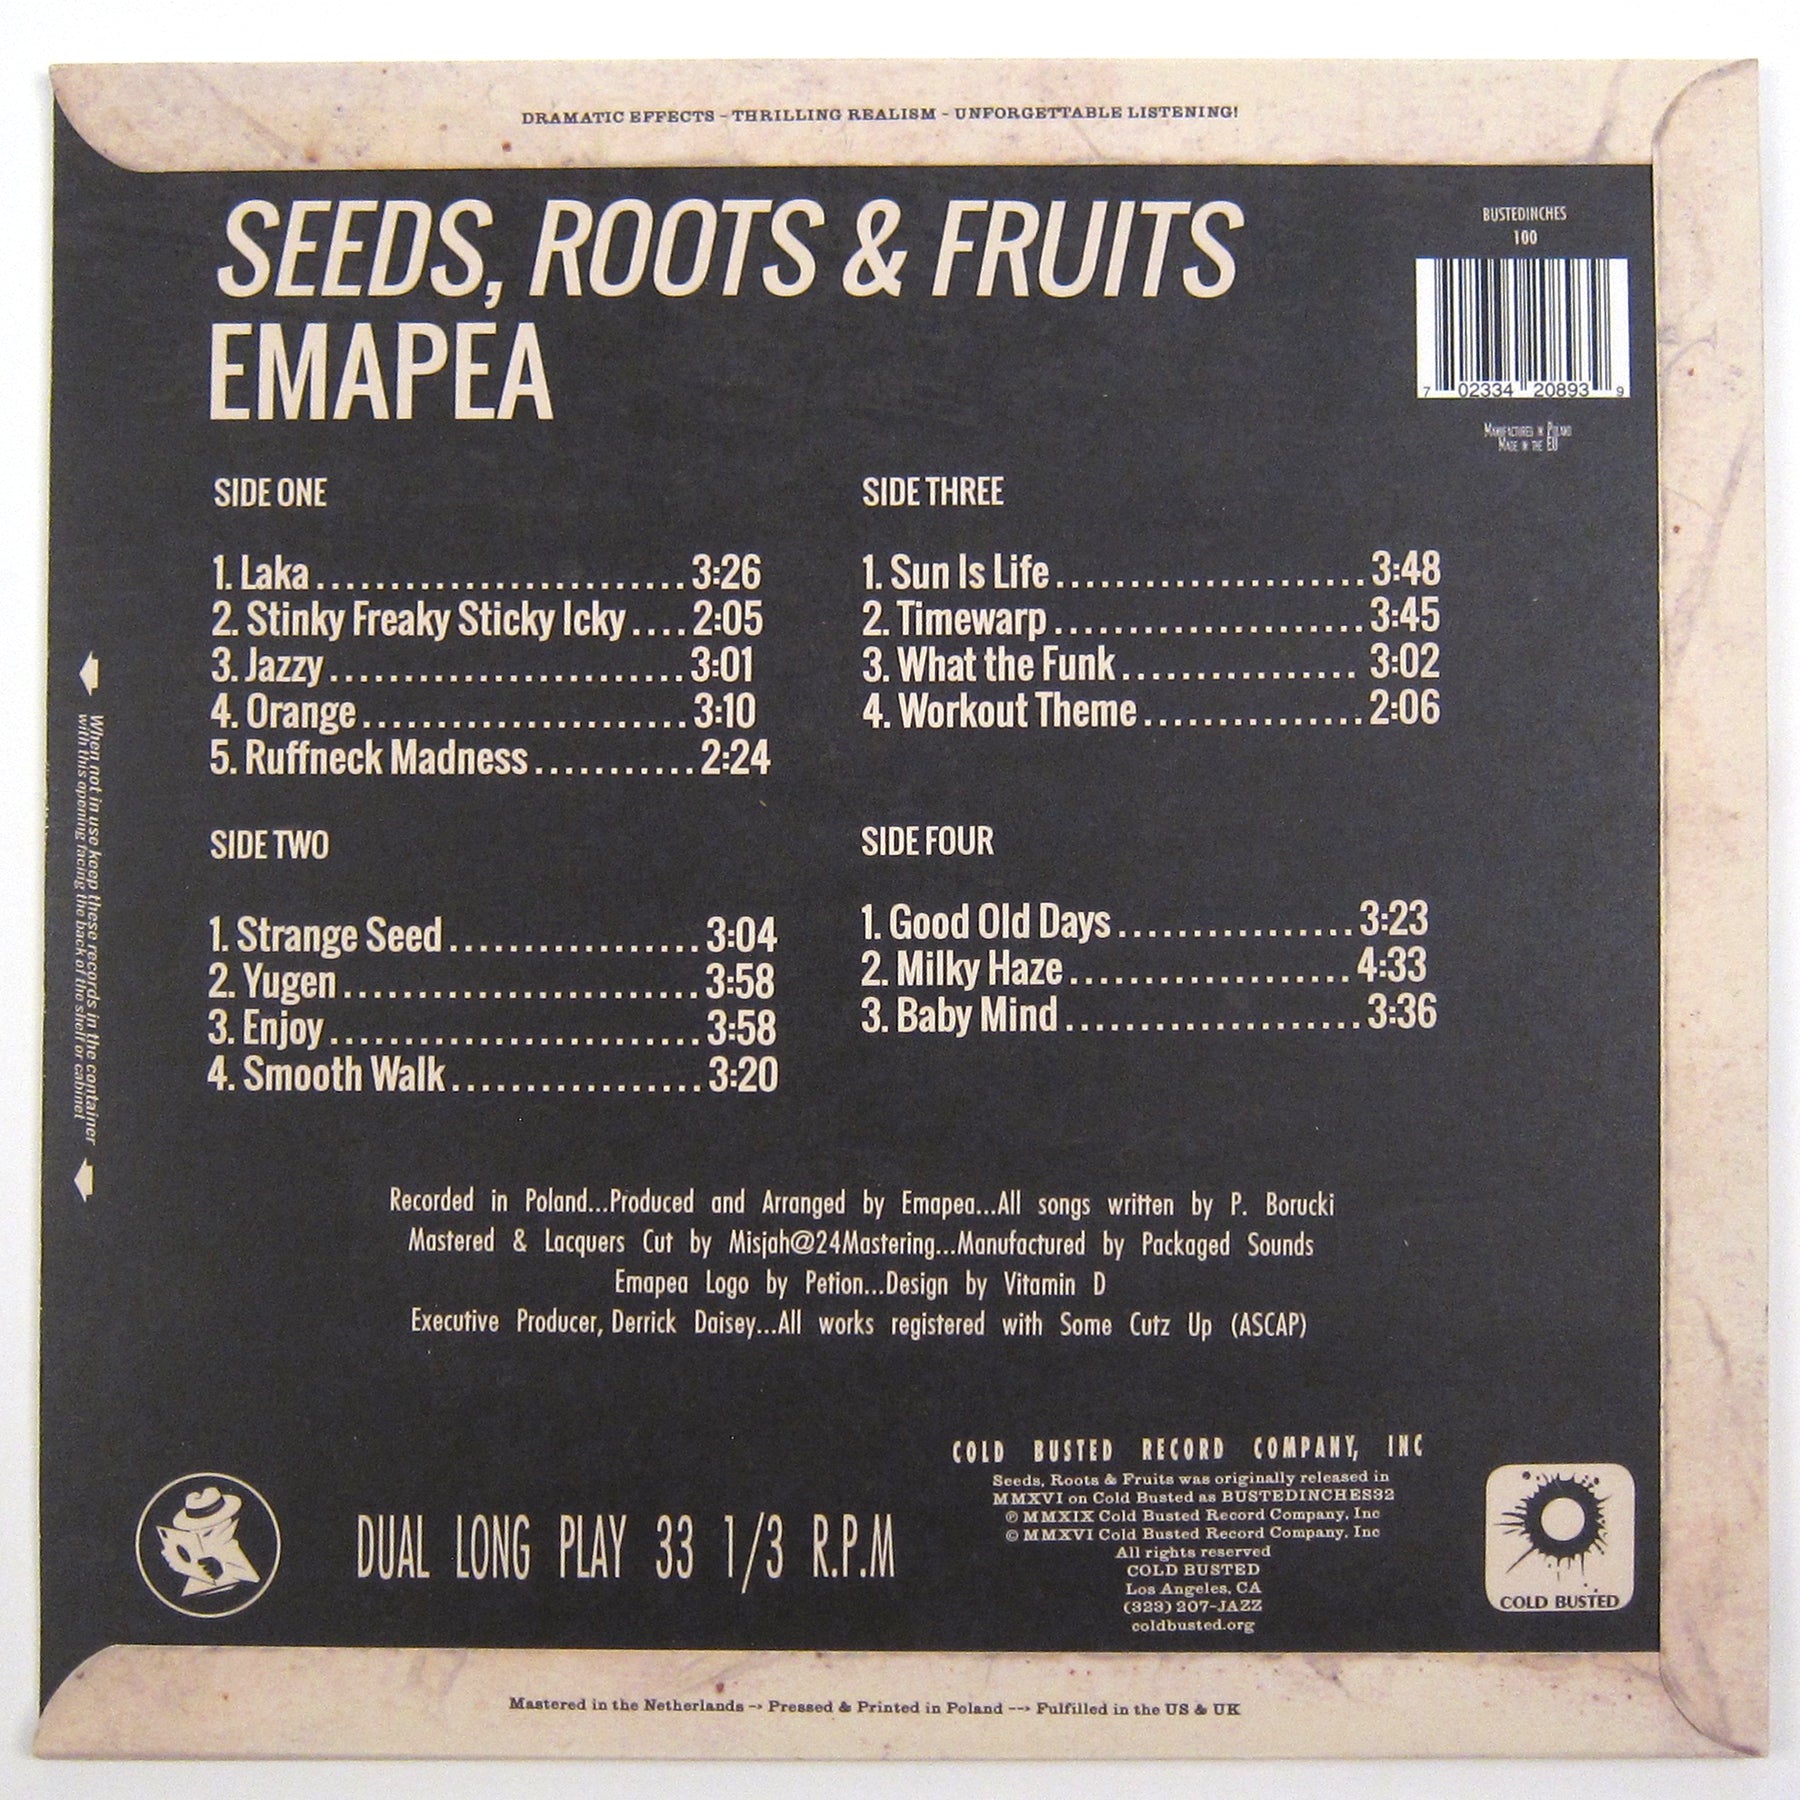 DRAMATIC EFFECTS - THRILLING REALISM - UNFORGETTABLE LISTENING!
SEEDS, ROOTS & FRUITS
EMAPEA
BUSTEDINCHES
100
7 02334 20893 9
Manufactures in Poland
Made in the EU
SIDE ONE
1. Laka........................3:26
2. Stinky Freaky Sticky Icky....2:05
3. Jazzy........................3:01
4. Orange......................3:10
5. Ruffneck Madness...........2:24
SIDE TWO
1. Strange Seed.................3:04
2. Yugen........................3:58
3. Enjoy.........................3:58
4. Smooth Walk.................3:20
SIDE THREE
1. Sun Is Life.....................3:48
2. Timewarp.....................3:45
3. What the Funk................ 3:02
4. Workout Theme...............2:06
SIDE FOUR
1. Good Old Days................3:23
2. Milky Haze...................4:33
3. Baby Mind....................3:36
When not in use keep these records in the container
with this opening facing the back of the shelf or cabinet
Recorded in Poland...Produced and Arranged by Emapea...All songs written by P. Borucki
Mastered & Lacquers Cut by Misjah@24Mastering...Manufactured by Packaged Sounds
Emapea Logo by Petion...Design by Vitamin D
Executive Producer, Derrick Daisey...All works registered with Some Cutz Up (ASCAP)
DUAL LONG PLAY 33 1/3 R.P.M
COLD BUSTED RECORD COMPANY, INC
Seeds, Roots & Fruits was originally released in
MMXVI on Cold Busted as BUSTEDINCHES32
℗ MMXIX Cold Busted Record Company, Inc
© MMXVI Cold Busted Record Company, Inc
All rights reserved
COLD BUSTED
Los Angeles, CA
(323) 207-JAZZ
coldbusted.org
COLD BUSTED
Mastered in the Netherlands -> Pressed & Printed in Poland --> Fulfilled in the US & UK